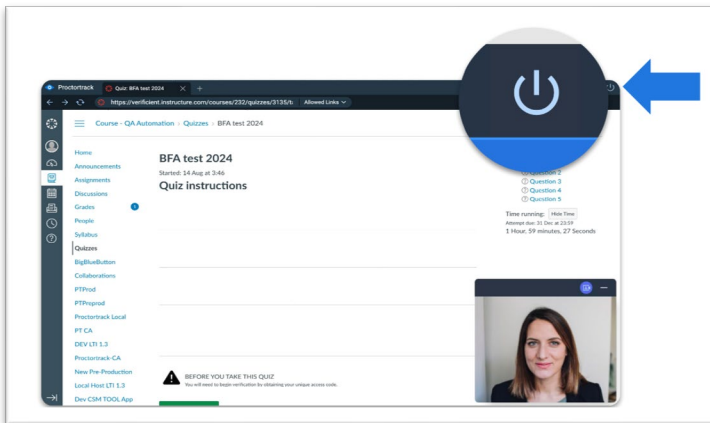 Proctortrack
Quiz: BFA test 2024
https://verificient.instructure.com/courses/232/quizzes/3135/t
Allowed Links
Course - QA Automation › Quizzes › BFA test 2024
Home
Announcements
Assignments
Discussions
Grades
People
Syllabus
Quizzes
BigBlueButton
Collaborations
PTProd
PTPreprod
Proctortrack Local
PT CA
DEV LTI 1.3
Proctortrack-CA
New Pre-Production
Local Host LTI 1.3
Dev CSM TOOL App
BFA test 2024
Started: 14 Aug at 3:46
Quiz instructions
BEFORE YOU TAKE THIS QUIZ
You will need to begin verification by obtaining your unique access code.
Question 2
Question 3
Question 4
Question 5
Time running: Hide Time
Attempt due: 31 Dec at 23:59
1 Hour, 59 minutes, 27 Seconds